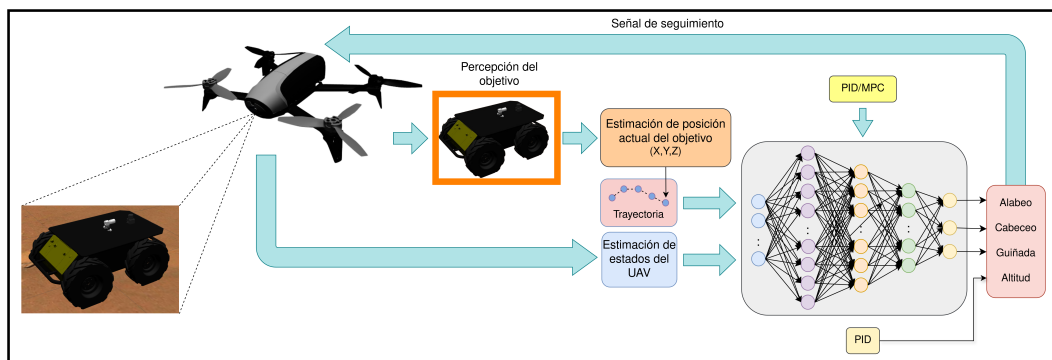 Señal de seguimiento
Percepción del
objetivo
PID/MPC
Estimación de posición
actual del objetivo
(X,Y,Z)
Trayectoria
Estimación de
estados del
UAV
Alabeo
Cabeceo
Guiñada
Altitud
PID